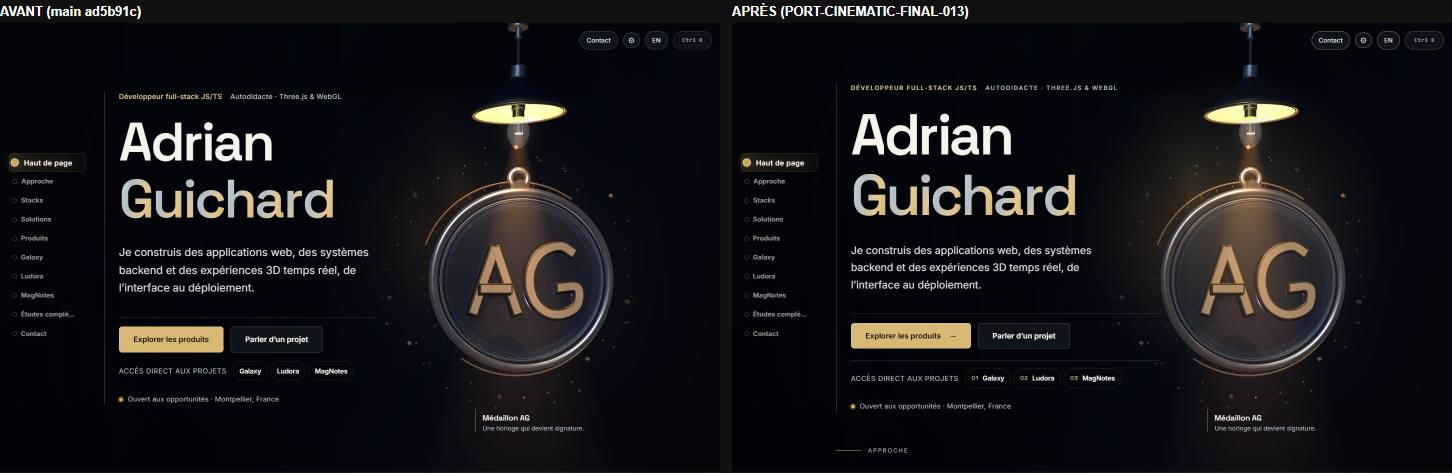 AVANT (main ad5b91c)
Contact
EN
Ctrl K
Développeur full-stack JS/TS Autodidacte · Three.js & WebGL
Adrian
Guichard
Haut de page
Approche
Stacks
Solutions
Produits
Galaxy
Ludora
MagNotes
Études complé...
Contact
Je construis des applications web, des systèmes
backend et des expériences 3D temps réel, de
l'interface au déploiement.
Explorer les produits
Parler d'un projet
ACCÈS DIRECT AUX PROJETS Galaxy Ludora MagNotes
Ouvert aux opportunités · Montpellier, France
AG
Médaillon AG
Une horloge qui devient signature.
APRÈS (PORT-CINEMATIC-FINAL-013)
Contact
EN
Ctrl K
DÉVELOPPEUR FULL-STACK JS/TS AUTODIDACTE · THREE.JS & WEBGL
Adrian
Guichard
Haut de page
Approche
Stacks
Solutions
Produits
Galaxy
Ludora
MagNotes
Études complé...
Contact
Je construis des applications web, des systèmes
backend et des expériences 3D temps réel, de
l'interface au déploiement.
Explorer les produits →
Parler d'un projet
ACCÈS DIRECT AUX PROJETS 01 Galaxy 02 Ludora 03 MagNotes
Ouvert aux opportunités · Montpellier, France
AG
Médaillon AG
Une horloge qui devient signature.
APPROCHE